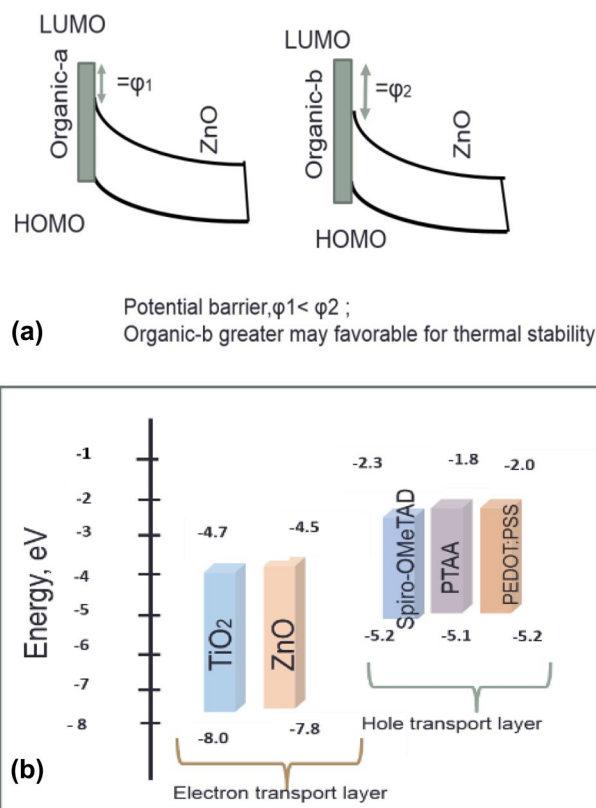 LUMO
Organic-a
=φ1
ZnO
HOMO
LUMO
Organic-b
=φ2
ZnO
HOMO
(a)
Potential barrier,φ1< φ2 ;
Organic-b greater may favorable for thermal stability
Energy, eV
-1
-2
-3
-4
-5
-6
-7
- 8
-4.7
TiO2
-8.0
-4.5
ZnO
-7.8
Electron transport layer
-2.3
Spiro-OMeTAD
-5.2
-1.8
PTAA
-5.1
-2.0
PEDOT:PSS
-5.2
Hole transport layer
(b)